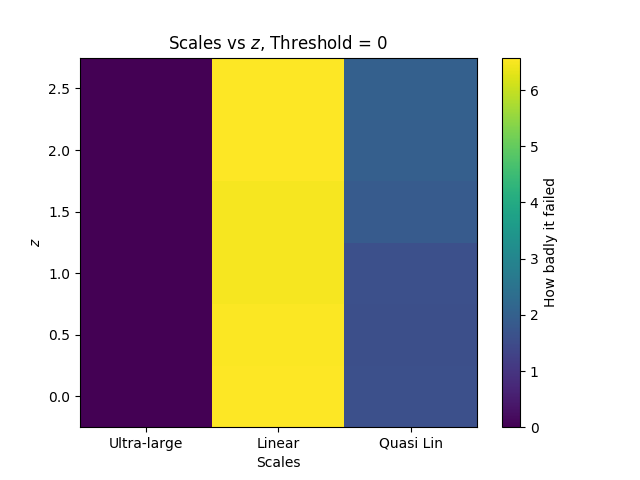 Scales vs z, Threshold = 0
2.5
2.0
1.5
1.0
0.5
0.0
z
Ultra-large Linear Quasi Lin
Scales
6
5
4
3
2
1
0
How badly it failed